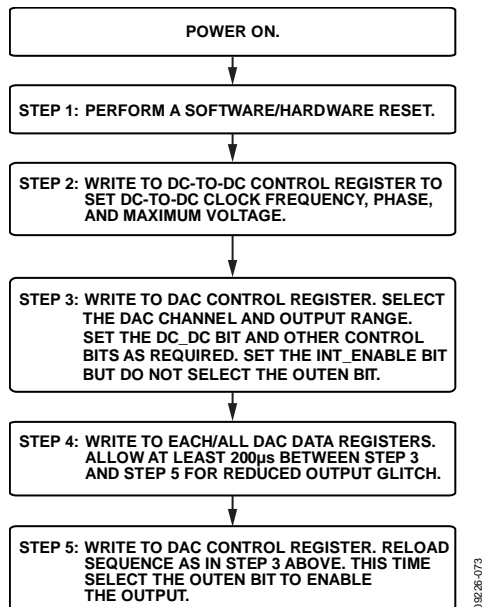 POWER ON.
STEP 1: PERFORM A SOFTWARE/HARDWARE RESET.
STEP 2: WRITE TO DC-TO-DC CONTROL REGISTER TO
SET DC-TO-DC CLOCK FREQUENCY, PHASE,
AND MAXIMUM VOLTAGE.
STEP 3: WRITE TO DAC CONTROL REGISTER. SELECT
THE DAC CHANNEL AND OUTPUT RANGE.
SET THE DC_DC BIT AND OTHER CONTROL
BITS AS REQUIRED. SET THE INT_ENABLE BIT
BUT DO NOT SELECT THE OUTEN BIT.
STEP 4: WRITE TO EACH/ALL DAC DATA REGISTERS.
ALLOW AT LEAST 200µs BETWEEN STEP 3
AND STEP 5 FOR REDUCED OUTPUT GLITCH.
STEP 5: WRITE TO DAC CONTROL REGISTER. RELOAD
SEQUENCE AS IN STEP 3 ABOVE. THIS TIME
SELECT THE OUTEN BIT TO ENABLE
THE OUTPUT.
09226-073